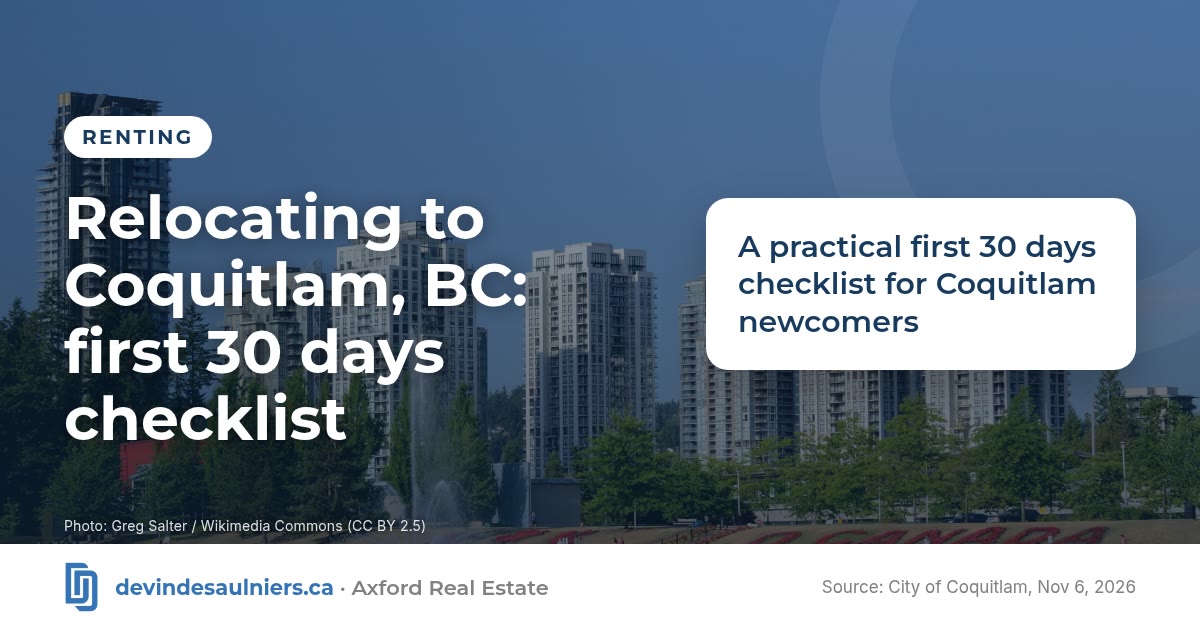 RENTING
Relocating to
Coquitlam, BC:
first 30 days
checklist
A practical first 30 days
checklist for Coquitlam
newcomers
Photo: Greg Salter / Wikimedia Commons (CC BY 2.5)
O CANADA
devindesaulniers.ca · Axford Real Estate
Source: City of Coquitlam, Nov 6, 2026